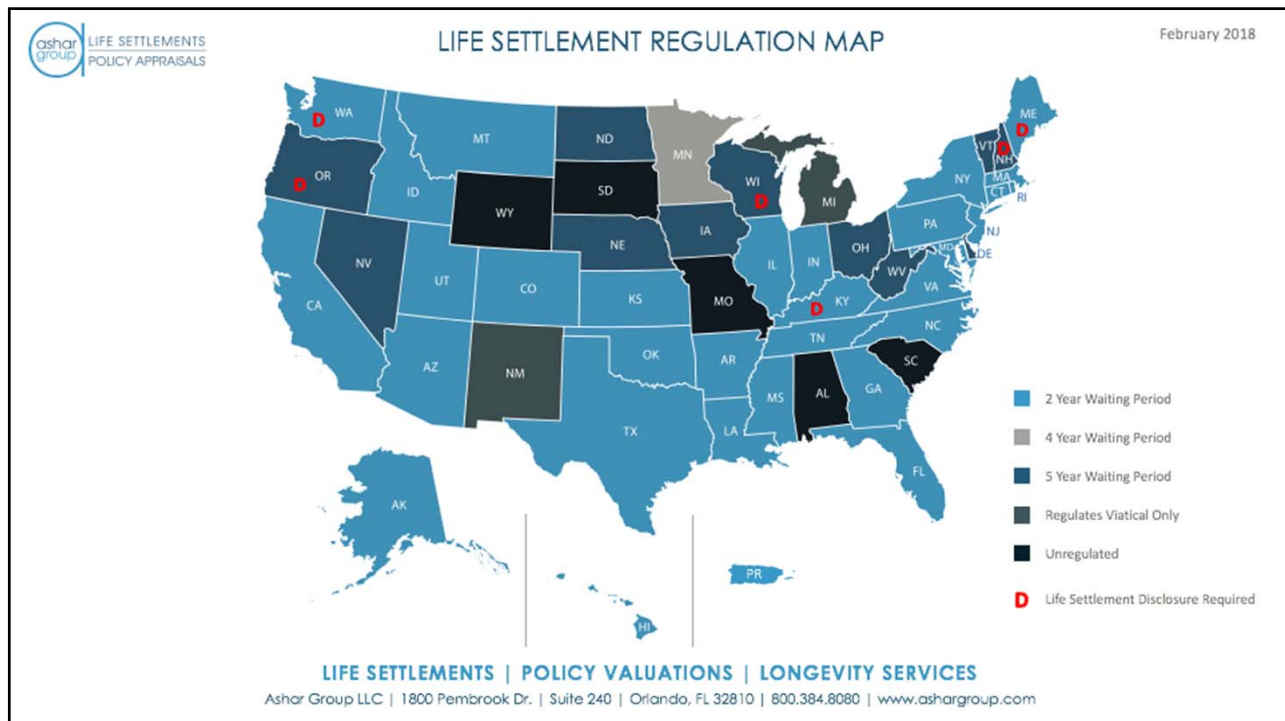 ashar
group
LIFE SETTLEMENTS
POLICY APPRAISALS
LIFE SETTLEMENT REGULATION MAP
February 2018
WA
D
MT
ND
MN
ME
D
VT
D
NH
OR
D
ID
SD
WI
D
MI
NY
MA
CT
RI
WY
IA
PA
NJ
NV
NE
OH
MD
DE
UT
CO
IL
IN
WV
VA
CA
KS
MO
KY
D
AZ
NM
OK
AR
TN
NC
SC
TX
LA
MS
AL
GA
FL
AK
HI
PR
2 Year Waiting Period
4 Year Waiting Period
5 Year Waiting Period
Regulates Viatical Only
Unregulated
D Life Settlement Disclosure Required
LIFE SETTLEMENTS | POLICY VALUATIONS | LONGEVITY SERVICES
Ashar Group LLC | 1800 Pembrook Dr. | Suite 240 | Orlando, FL 32810 | 800.384.8080 | www.ashargroup.com